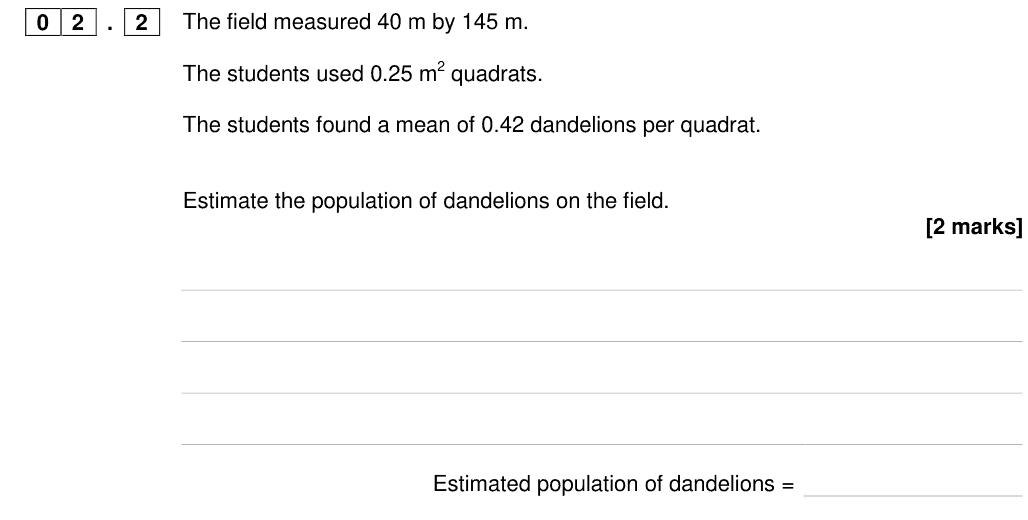 02.2 The field measured 40 m by 145 m.
The students used 0.25 m² quadrats.
The students found a mean of 0.42 dandelions per quadrat.
Estimate the population of dandelions on the field.
[2 marks]
Estimated population of dandelions =